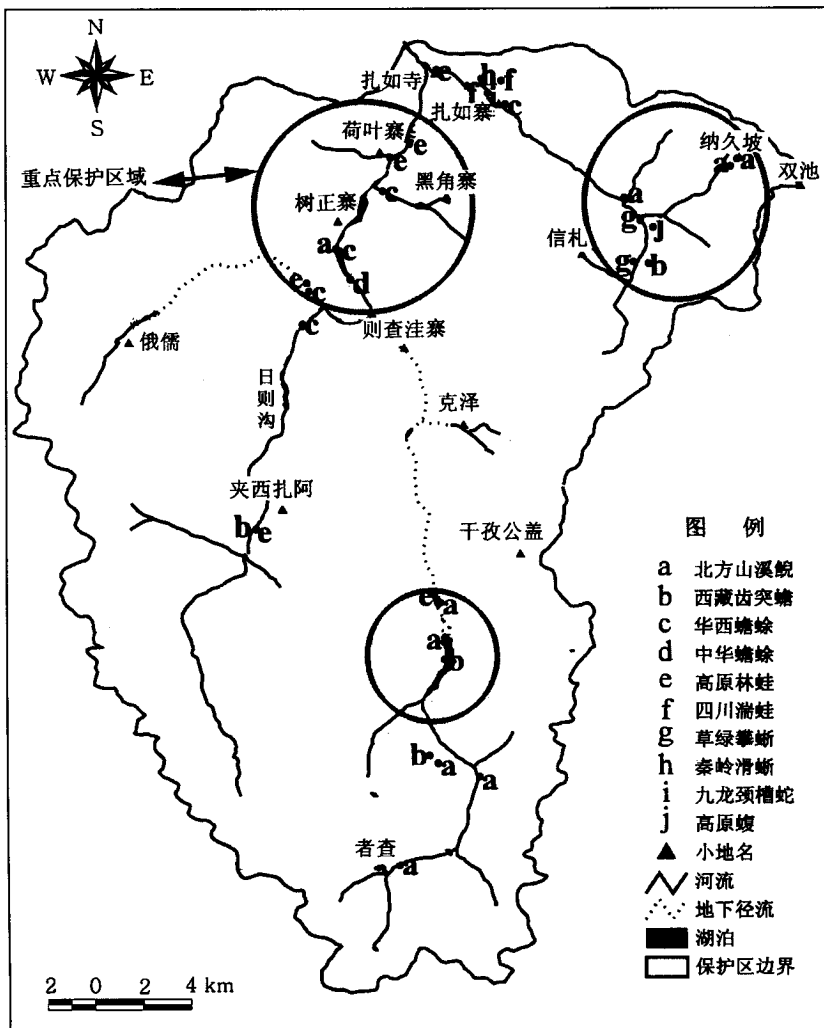 N
W E
S
扎如寺
e
h f
f i
扎如寨
c
荷叶寨
e
e
重点保护区域
黑角寨
c
树正寨
a c
d
e
c
c
则查洼寨
纳久坡
a a
双池
a
g
j
信札
g b
俄儒
日则沟
克泽
夹西扎阿
b e
干孜公盖
e a
a
b
b a
a
者查
a a
图 例
a 北方山溪鲵
b 西藏齿突蟾
c 华西蟾蜍
d 中华蟾蜍
e 高原林蛙
f 四川湍蛙
g 草绿攀蜥
h 秦岭滑蜥
i 九龙颈槽蛇
j 高原蝮
小地名
河流
地下径流
湖泊
保护区边界
2 0 2 4 km